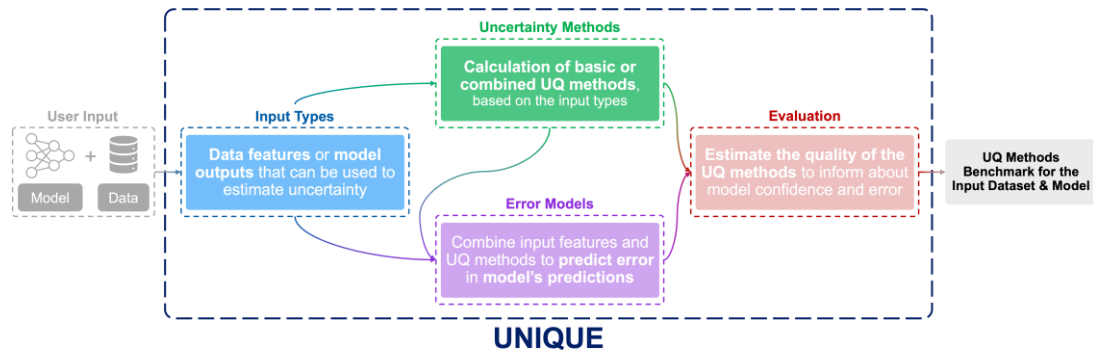 Uncertainty Methods
Calculation of basic or
combined UQ methods,
based on the input types
User Input
+
Model
Data
Input Types
Data features or model
outputs that can be used to
estimate uncertainty
Error Models
Combine input features and
UQ methods to predict error
in model's predictions
Evaluation
Estimate the quality of the
UQ methods to inform about
model confidence and error
UQ Methods
Benchmark for the
Input Dataset & Model
UNIQUE